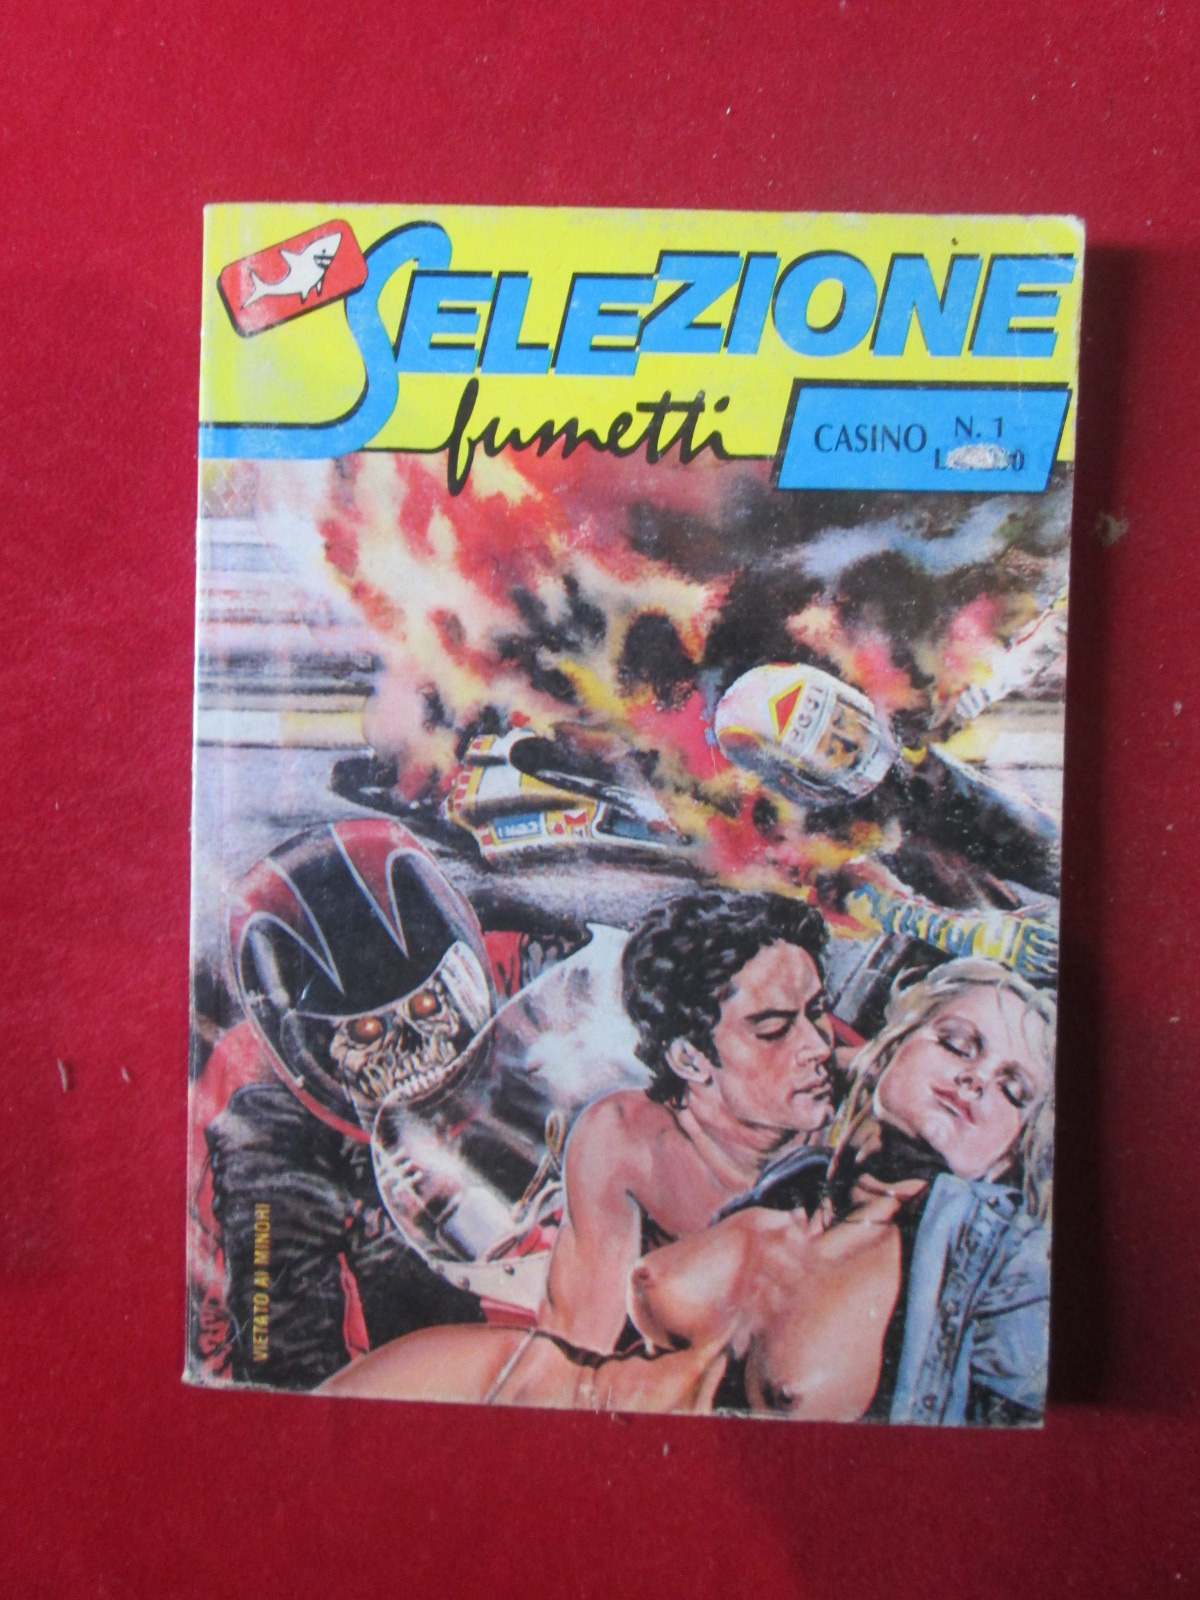 SELEZIONE
fumetti
CASINO N. 1
VIETATO AI MINORI